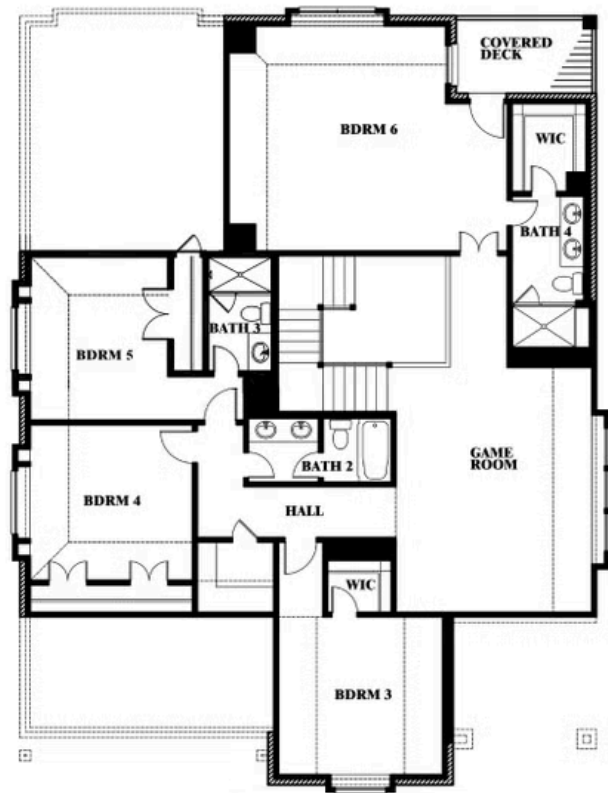 COVERED
DECK
BDRM 6
WIC
BATH 4
BATH 3
BDRM 5
GAME
ROOM
BATH 2
BDRM 4
HALL
WIC
BDRM 3